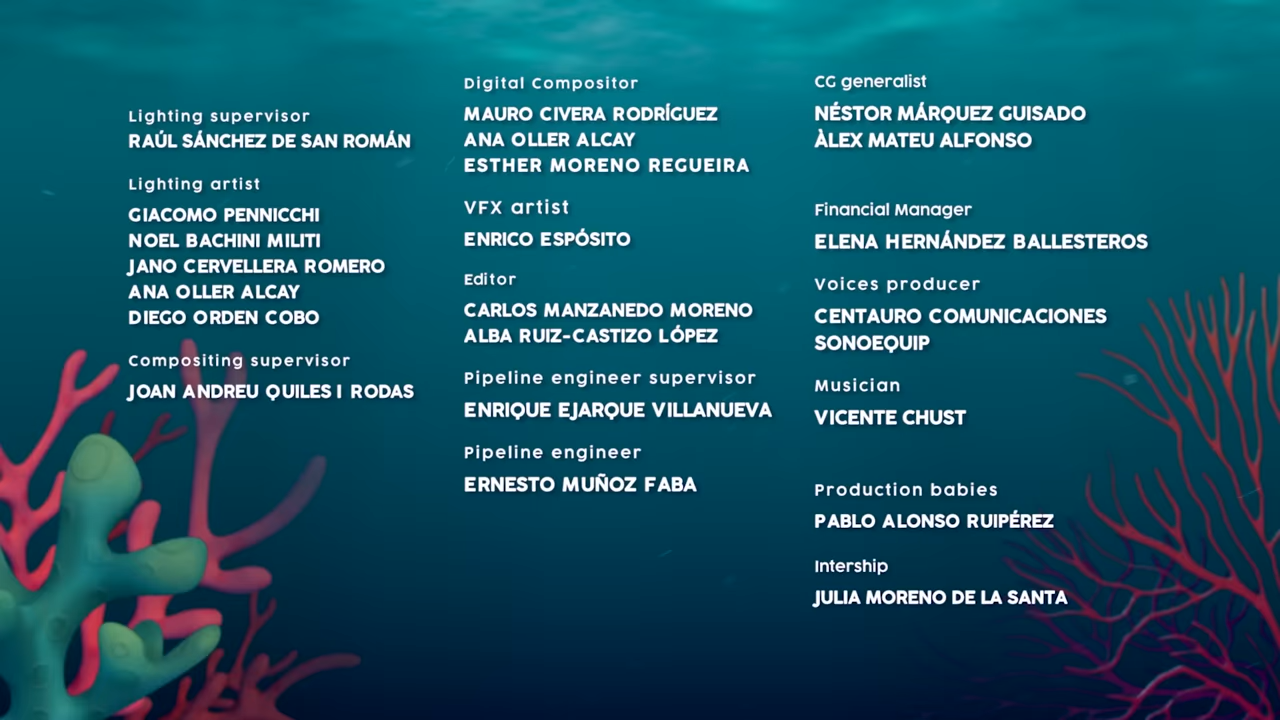 Lighting supervisor
RAÚL SÁNCHEZ DE SAN ROMÁN
Lighting artist
GIACOMO PENNICCHI
NOEL BACHINI MILITI
JANO CERVELLERA ROMERO
ANA OLLER ALCAY
DIEGO ORDEN COBO
Compositing supervisor
JOAN ANDREU QUILES I RODAS
Digital Compositor
MAURO CIVERA RODRÍGUEZ
ANA OLLER ALCAY
ESTHER MORENO REGUEIRA
VFX artist
ENRICO ESPÓSITO
Editor
CARLOS MANZANEDO MORENO
ALBA RUIZ-CASTIZO LÓPEZ
Pipeline engineer supervisor
ENRIQUE EJARQUE VILLANUEVA
Pipeline engineer
ERNESTO MUÑOZ FABA
CG generalist
NÉSTOR MÁRQUEZ GUISADO
ÀLEX MATEU ALFONSO
Financial Manager
ELENA HERNÁNDEZ BALLESTEROS
Voices producer
CENTAURO COMUNICACIONES
SONOEQUIP
Musician
VICENTE CHUST
Production babies
PABLO ALONSO RUIPÉREZ
Intership
JULIA MORENO DE LA SANTA